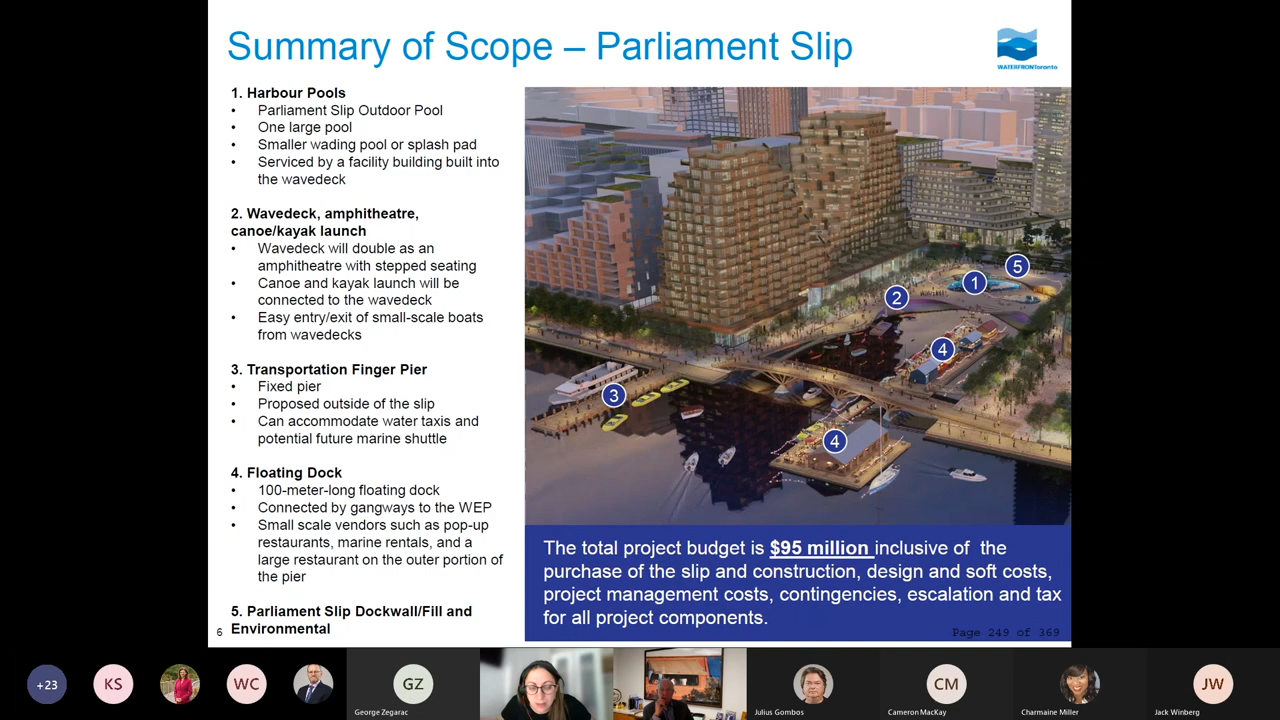 Summary of Scope – Parliament Slip
WATERFRONToronto
1. Harbour Pools
• Parliament Slip Outdoor Pool
• One large pool
• Smaller wading pool or splash pad
• Serviced by a facility building built into
the wavedeck
2. Wavedeck, amphitheatre,
canoe/kayak launch
• Wavedeck will double as an
amphitheatre with stepped seating
• Canoe and kayak launch will be
connected to the wavedeck
• Easy entry/exit of small-scale boats
from wavedecks
3. Transportation Finger Pier
• Fixed pier
• Proposed outside of the slip
• Can accommodate water taxis and
potential future marine shuttle
4. Floating Dock
• 100-meter-long floating dock
• Connected by gangways to the WEP
• Small scale vendors such as pop-up
restaurants, marine rentals, and a
large restaurant on the outer portion of
the pier
5. Parliament Slip Dockwall/Fill and
Environmental
6
5
1
2
4
3
4
The total project budget is $95 million inclusive of the
purchase of the slip and construction, design and soft costs,
project management costs, contingencies, escalation and tax
for all project components.
Page 249 of 369
+23
KS
WC
GZ
George Zegarac
Julius Gombos
CM
Cameron MacKay
Charmaine Miller
JW
Jack Winberg